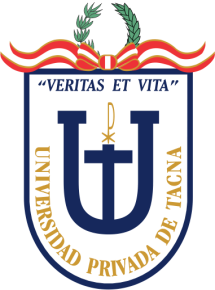 "VERITAS ET VITA"
UNIVERSIDAD PRIVADA DE TACNA